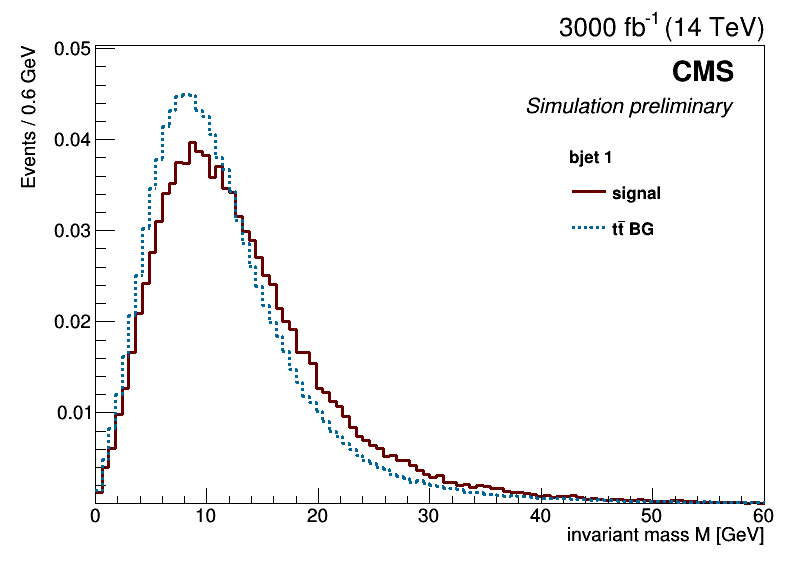 3000 fb⁻¹ (14 TeV)
CMS
Simulation preliminary
bjet 1
signal
tt̄ BG
Events / 0.6 GeV
0.05
0.04
0.03
0.02
0.01
0 10 20 30 40 50 60
invariant mass M [GeV]